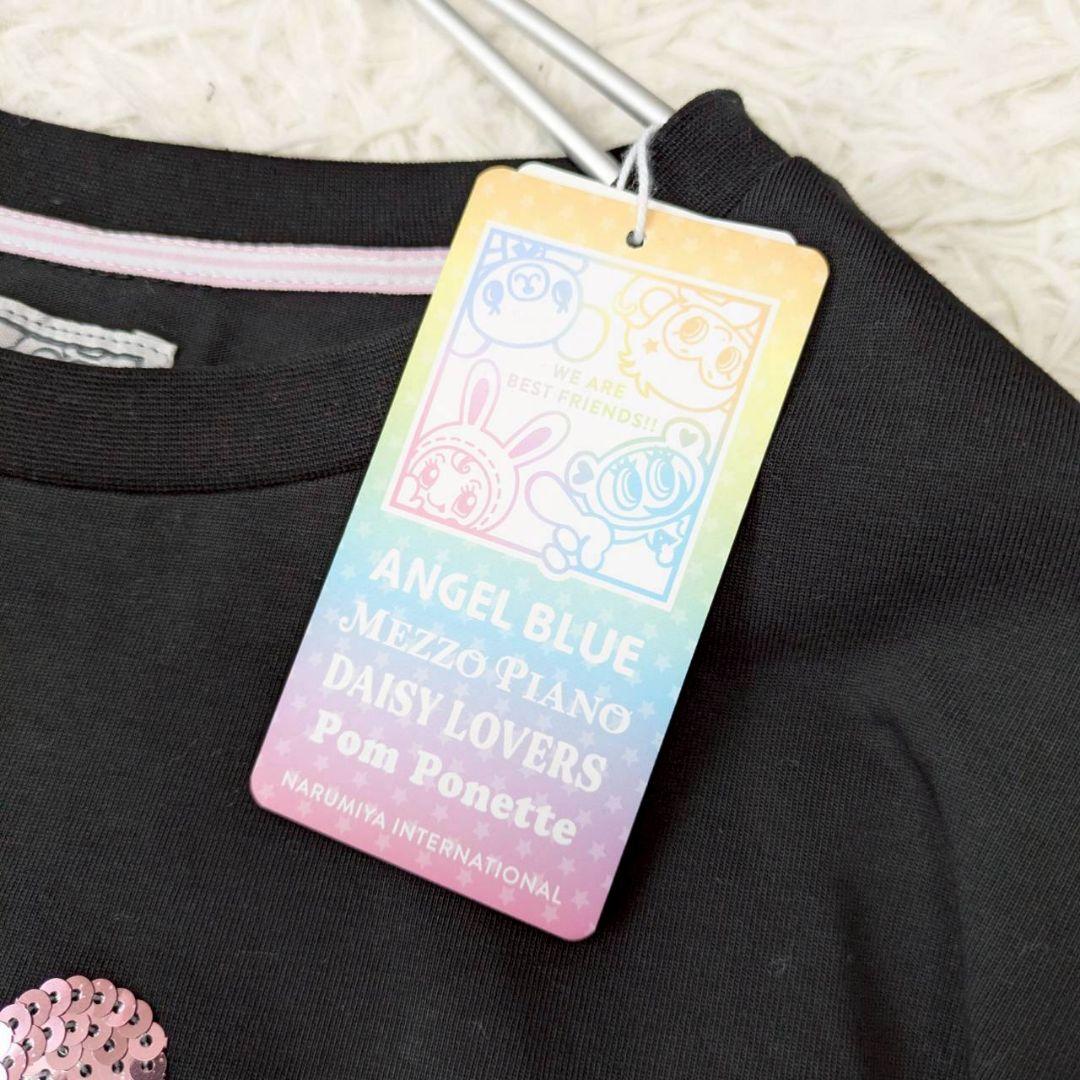 WE ARE
BEST FRIENDS!!
ANGEL BLUE
MEZZO PIANO
DAISY LOVERS
Pom Ponette
NARUMIYA INTERNATIONAL